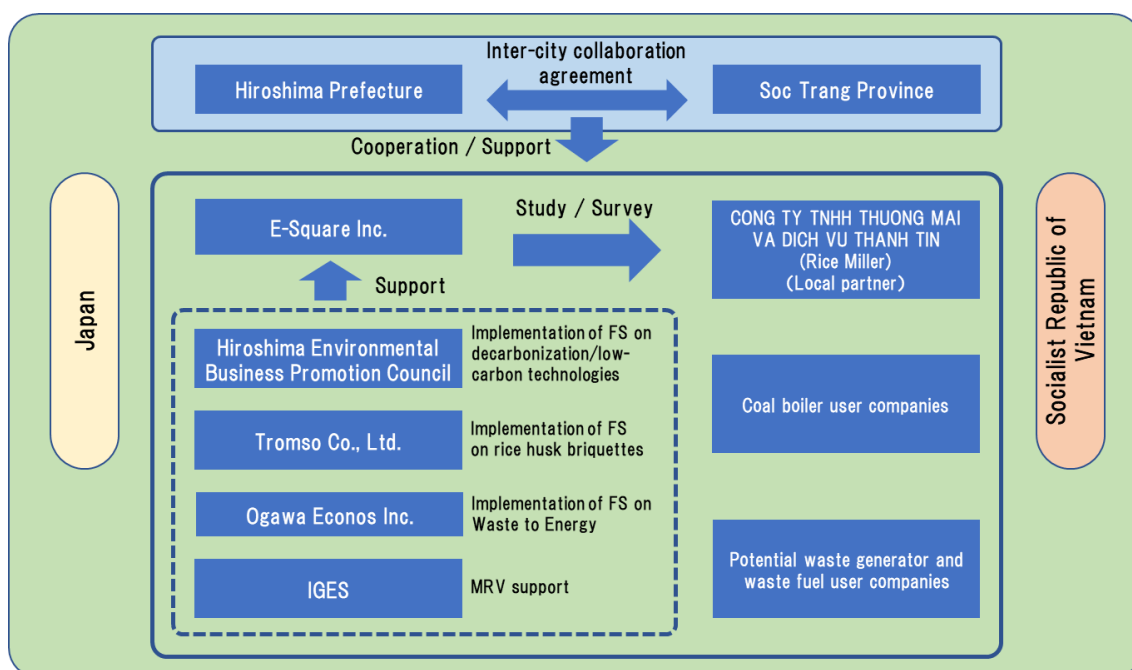 Inter-city collaboration
agreement
Hiroshima Prefecture
Soc Trang Province
Cooperation / Support
Japan
Socialist Republic of
Vietnam
E-Square Inc.
Study / Survey
CONG TY TNHH THUONG MAI
VA DICH VU THANH TIN
(Rice Miller)
(Local partner)
Support
Hiroshima Environmental
Business Promotion Council
Implementation of FS on
decarbonization/low-
carbon technologies
Coal boiler user companies
Tromso Co., Ltd.
Implementation of FS
on rice husk briquettes
Ogawa Econos Inc.
Implementation of FS on
Waste to Energy
Potential waste generator and
waste fuel user companies
IGES
MRV support